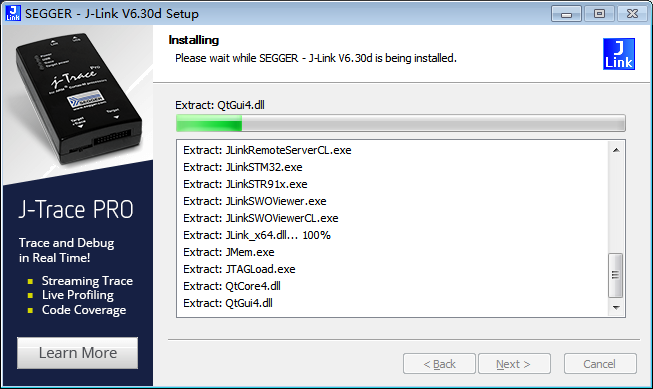 J
Link
SEGGER - J-Link V6.30d Setup
Installing
Please wait while SEGGER - J-Link V6.30d is being installed.
J
Link
J-Trace
Pro
Extract: QtGui4.dll
Extract: JLinkRemoteServerCL.exe
Extract: JLinkSTM32.exe
Extract: JLinkSTR91x.exe
Extract: JLinkSWOViewer.exe
Extract: JLinkSWOViewerCL.exe
Extract: JLink_x64.dll... 100%
Extract: JMem.exe
Extract: JTAGLoad.exe
Extract: QtCore4.dll
Extract: QtGui4.dll
J-Trace PRO
Trace and Debug
in Real Time!
Streaming Trace
Live Profiling
Code Coverage
Learn More
< Back
Next >
Cancel